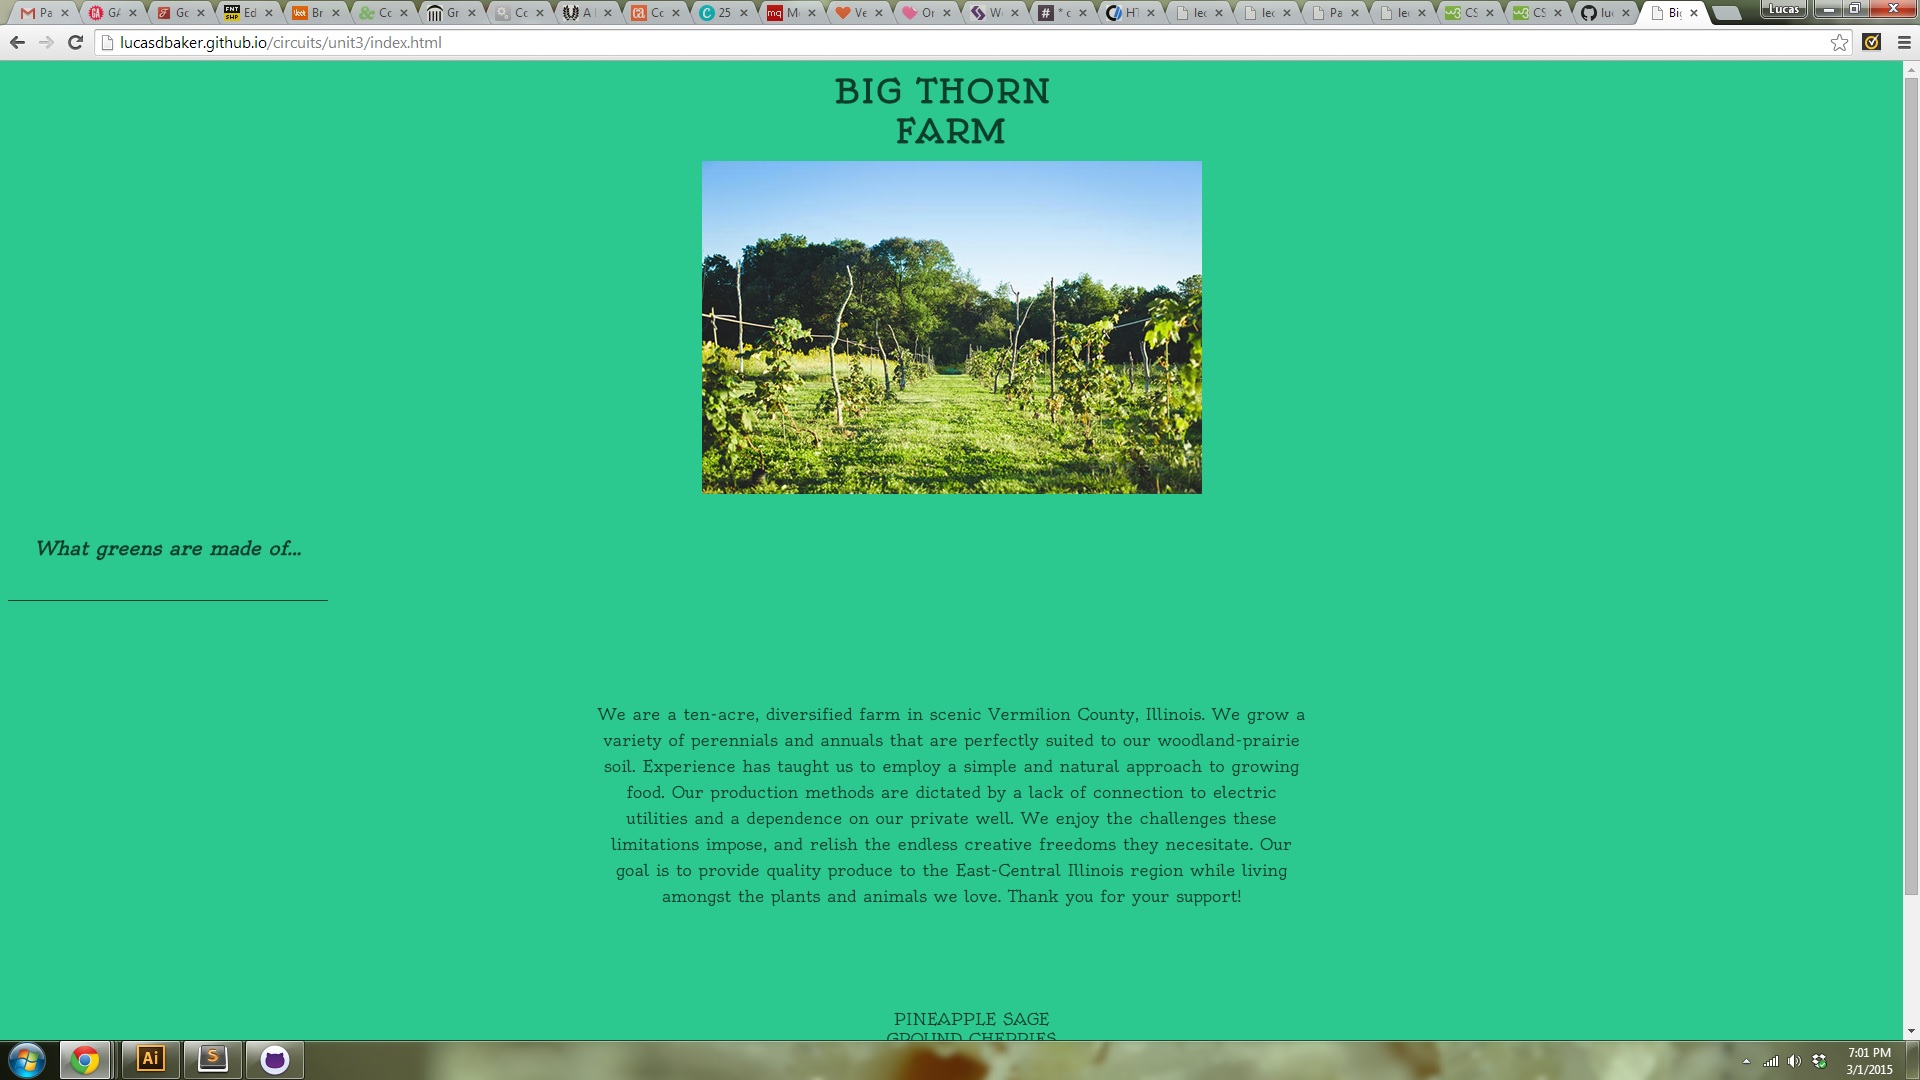 Pa
GA
Gc
Ed
Br
Cc
Gr
Cc
A
Cc
25
M
Ve
Or
W
* c
HT
lec
lec
Pa
lec
CS
CS
luc
Big
Lucas
lucasdbaker.github.io/circuits/unit3/index.html
BIG THORN
FARM
What greens are made of...
We are a ten-acre, diversified farm in scenic Vermilion County, Illinois. We grow a
variety of perennials and annuals that are perfectly suited to our woodland-prairie
soil. Experience has taught us to employ a simple and natural approach to growing
food. Our production methods are dictated by a lack of connection to electric
utilities and a dependence on our private well. We enjoy the challenges these
limitations impose, and relish the endless creative freedoms they necesitate. Our
goal is to provide quality produce to the East-Central Illinois region while living
amongst the plants and animals we love. Thank you for your support!
PINEAPPLE SAGE
GROUND CHERRIES
Ai
S
7:01 PM
3/1/2015